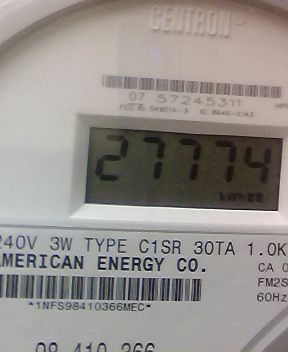 CENTRON
07 57245311
27774
kWh
240V 3W TYPE C1SR 30TA 1.0K
AMERICAN ENERGY CO.
CA 0
FM2S
60Hz
*1NFS98410366MEC*
98 410 366